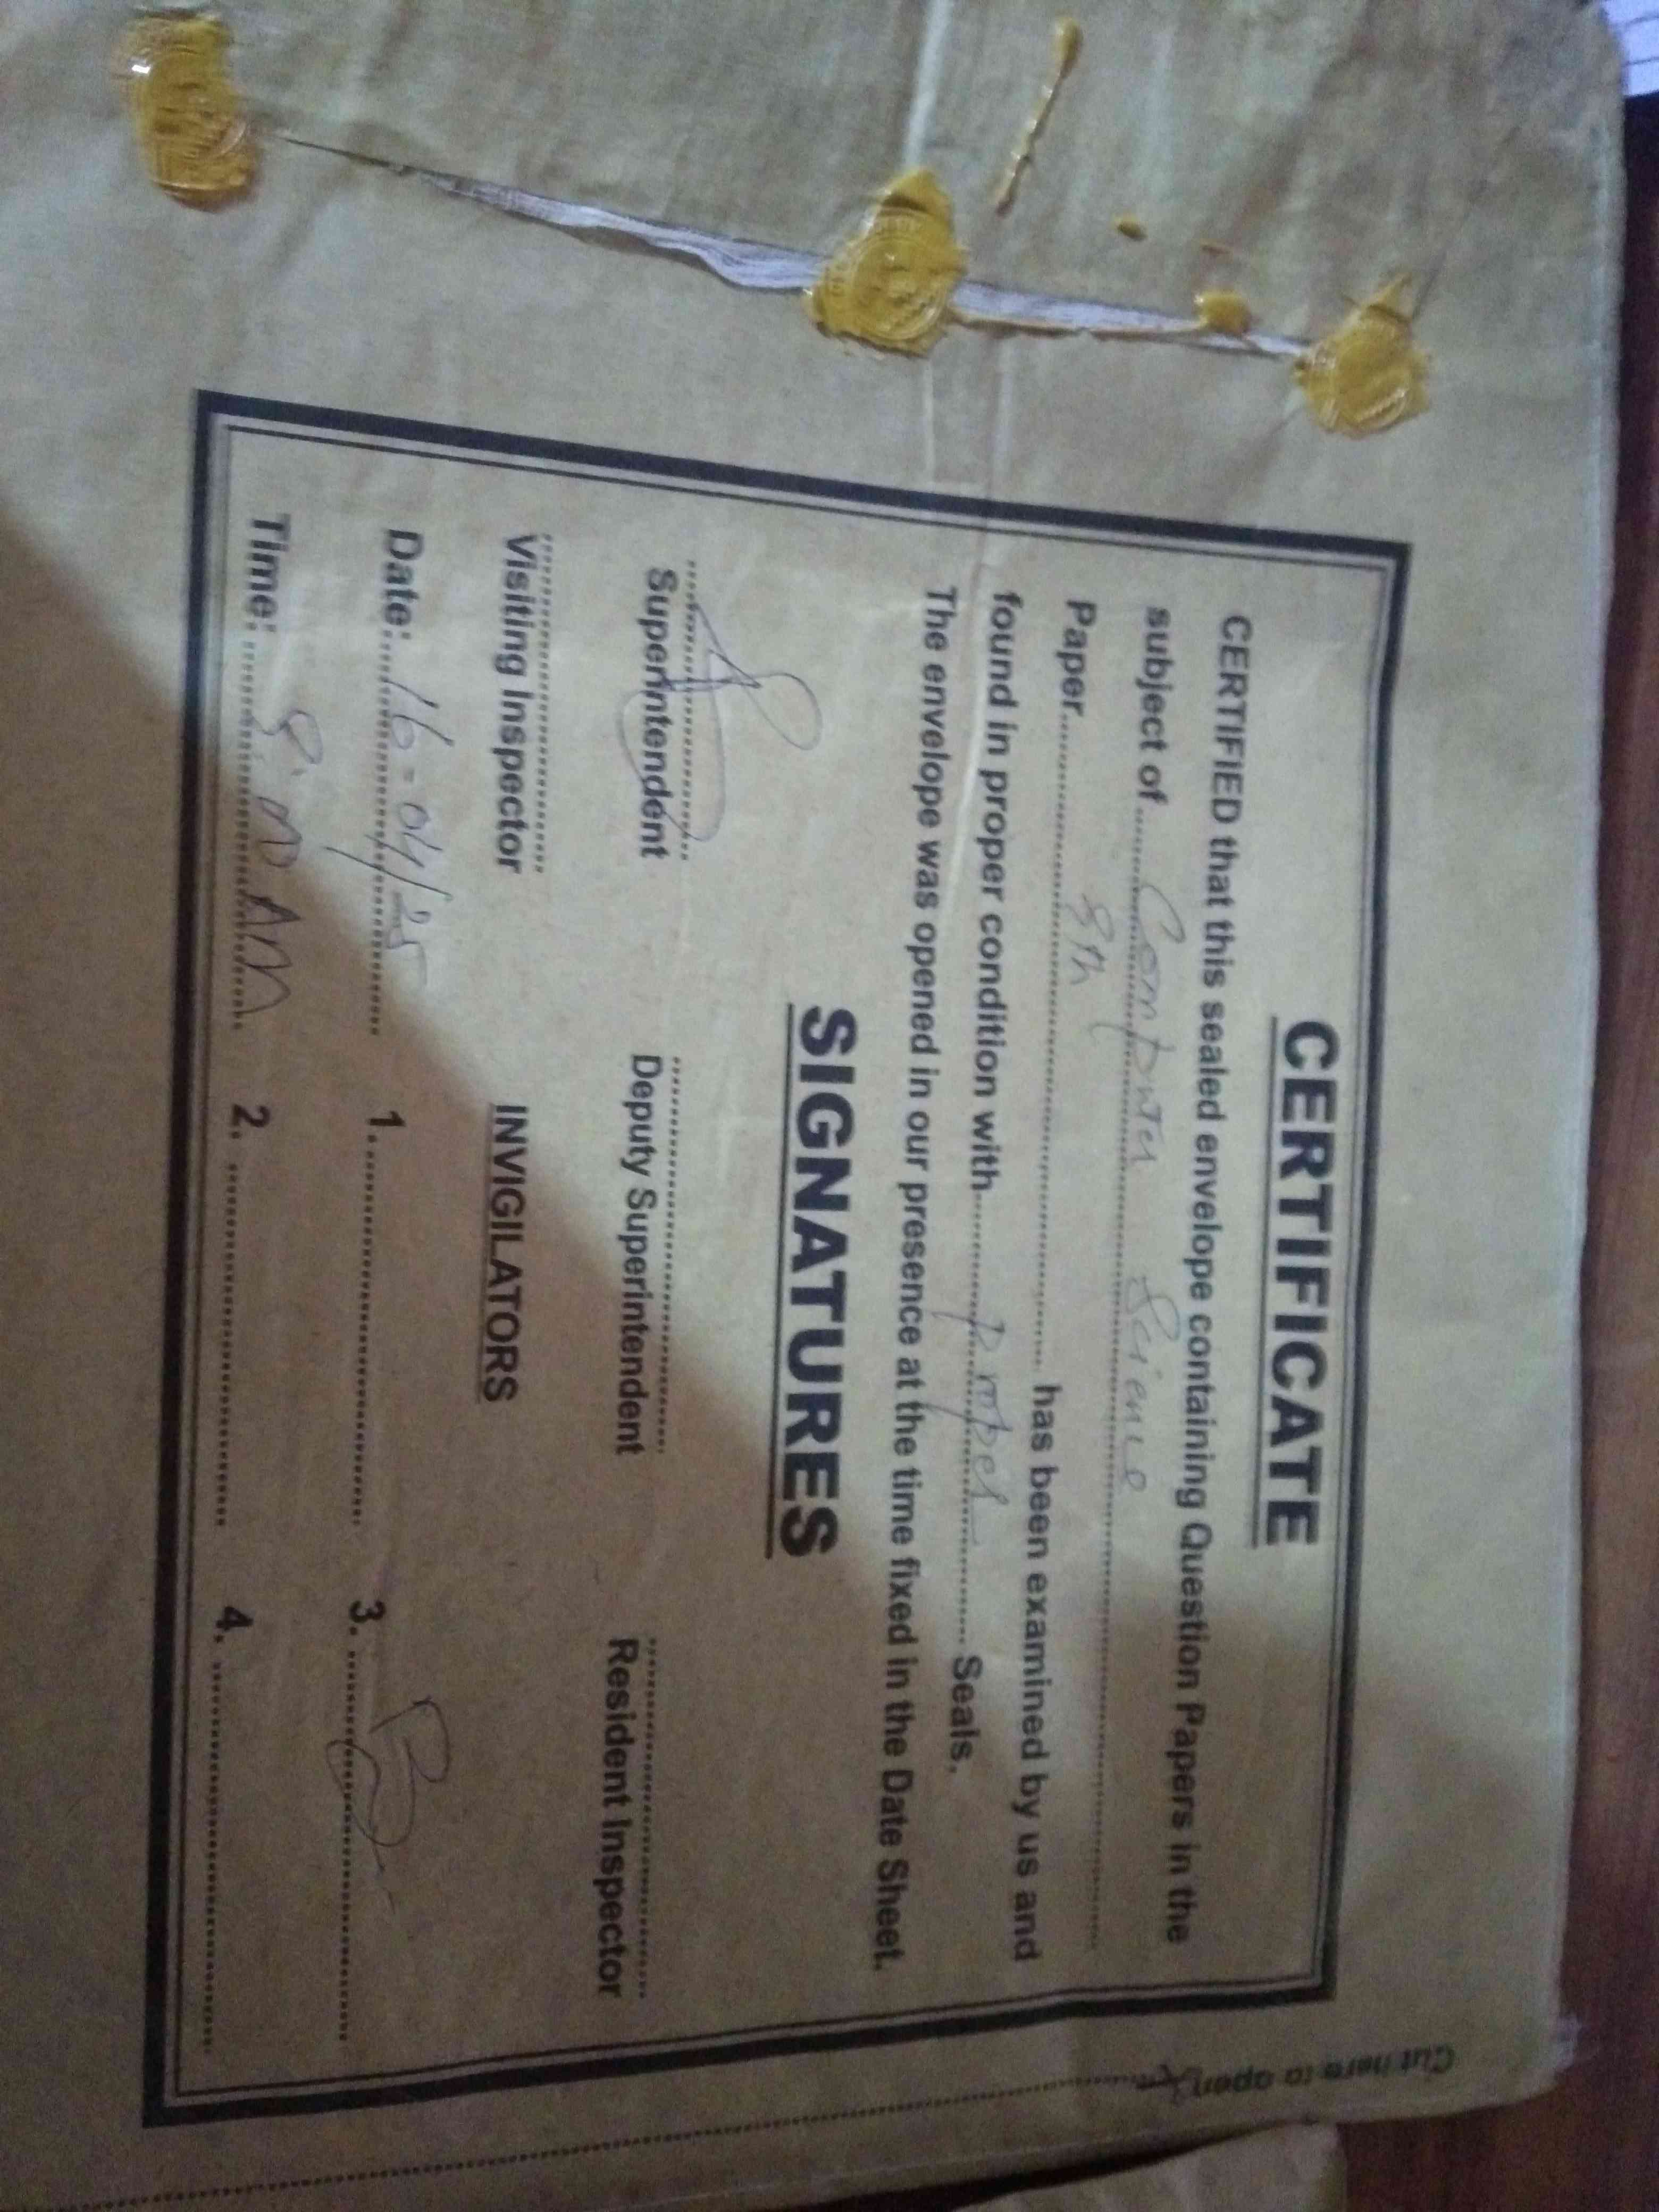 CERTIFICATE
CERTIFIED that this sealed envelope containing Question Papers in the
subject of Computer Science
Paper 8th has been examined by us and
found in proper condition with Seals.
The envelope was opened in our presence at the time fixed in the Date Sheet.
SIGNATURES
Superintendent Deputy Superintendent Resident Inspector
Visiting Inspector INVIGILATORS
Date: 16-04/25 1. 3.
Time: AM 2. 4.
Cut here to open